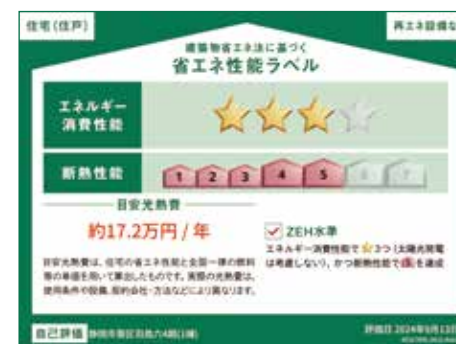 住宅(住戸)
再エネ設備な
建築物省エネ法に基づく
省エネ性能ラベル
エネルギー
消費性能
断熱性能
1 2 3 4 5 6 7
目安光熱費
約17.2万円/年
目安光熱費は、住宅の省エネ性能と全国一律の燃料
等の単価を用いて算出したものです。実際の光熱費は、
使用条件や設備、契約会社・方法などにより異なります。
ZEH水準
エネルギー消費性能で★3つ(太陽光発電
は考慮しない)、かつ断熱性能で5を達成
自己評価
評価日 2024年9月13日